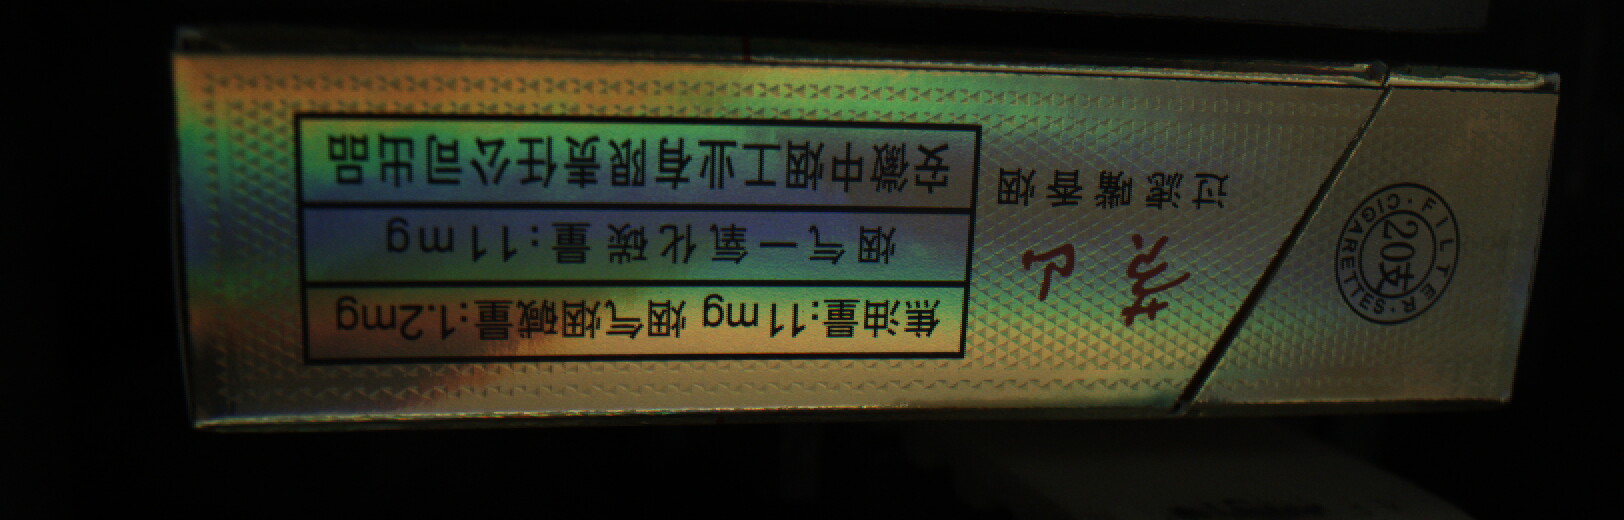 FILTER·CIGARETTES·
20支
黄山
过滤嘴香烟
焦油量:11mg 烟气烟碱量:1.2mg
烟气一氧化碳量:11mg
安徽中烟工业有限责任公司出品